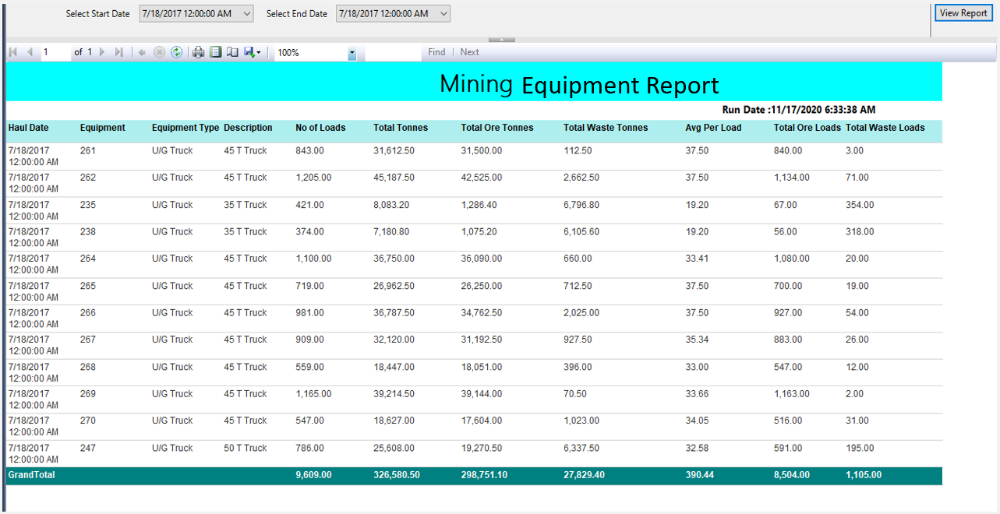 Select Start Date 7/18/2017 12:00:00 AM Select End Date 7/18/2017 12:00:00 AM View Report
1 of 1 100% Find | Next
Mining Equipment Report
Run Date :11/17/2020 6:33:38 AM
Haul Date Equipment Equipment Type Description No of Loads Total Tonnes Total Ore Tonnes Total Waste Tonnes Avg Per Load Total Ore Loads Total Waste Loads
7/18/2017 261 U/G Truck 45 T Truck 843.00 31,612.50 31,500.00 112.50 37.50 840.00 3.00
12:00:00 AM
7/18/2017 262 U/G Truck 45 T Truck 1,205.00 45,187.50 42,525.00 2,662.50 37.50 1,134.00 71.00
12:00:00 AM
7/18/2017 235 U/G Truck 35 T Truck 421.00 8,083.20 1,286.40 6,796.80 19.20 67.00 354.00
12:00:00 AM
7/18/2017 238 U/G Truck 35 T Truck 374.00 7,180.80 1,075.20 6,105.60 19.20 56.00 318.00
12:00:00 AM
7/18/2017 264 U/G Truck 45 T Truck 1,100.00 36,750.00 36,090.00 660.00 33.41 1,080.00 20.00
12:00:00 AM
7/18/2017 265 U/G Truck 45 T Truck 719.00 26,962.50 26,250.00 712.50 37.50 700.00 19.00
12:00:00 AM
7/18/2017 266 U/G Truck 45 T Truck 981.00 36,787.50 34,762.50 2,025.00 37.50 927.00 54.00
12:00:00 AM
7/18/2017 267 U/G Truck 45 T Truck 909.00 32,120.00 31,192.50 927.50 35.34 883.00 26.00
12:00:00 AM
7/18/2017 268 U/G Truck 45 T Truck 559.00 18,447.00 18,051.00 396.00 33.00 547.00 12.00
12:00:00 AM
7/18/2017 269 U/G Truck 45 T Truck 1,165.00 39,214.50 39,144.00 70.50 33.66 1,163.00 2.00
12:00:00 AM
7/18/2017 270 U/G Truck 45 T Truck 547.00 18,627.00 17,604.00 1,023.00 34.05 516.00 31.00
12:00:00 AM
7/18/2017 247 U/G Truck 50 T Truck 786.00 25,608.00 19,270.50 6,337.50 32.58 591.00 195.00
12:00:00 AM
GrandTotal 9,609.00 326,580.50 298,751.10 27,829.40 390.44 8,504.00 1,105.00